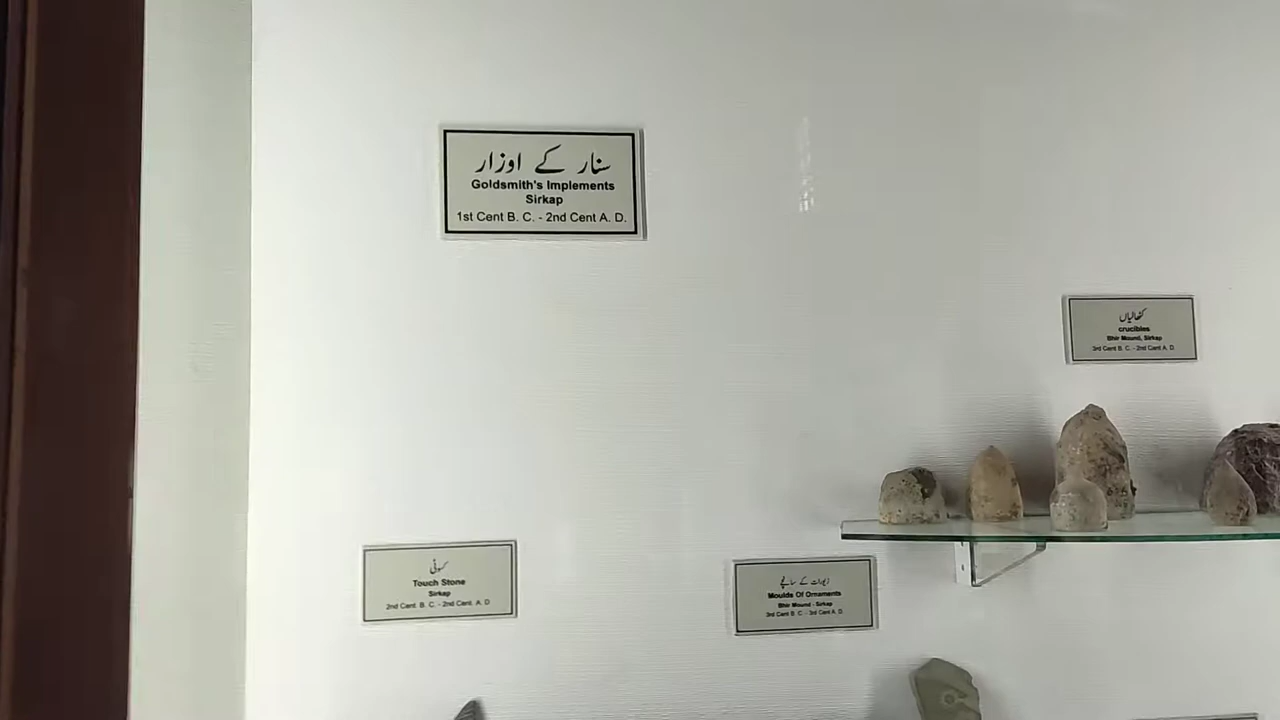 سنار کے اوزار
Goldsmith's Implements
Sirkap
1st Cent B. C. - 2nd Cent A. D.
کٹھالیاں
crucibles
Bhir Mound, Sirkap
3rd Cent B. C. - 2nd Cent A. D.
کسوٹی
Touch Stone
Sirkap
2nd Cent. B. C. - 2nd Cent. A. D
زیورات کے سانچے
Moulds Of Ornaments
Bhir Mound - Sirkap
3rd Cent B. C. - 3rd Cent A. D.